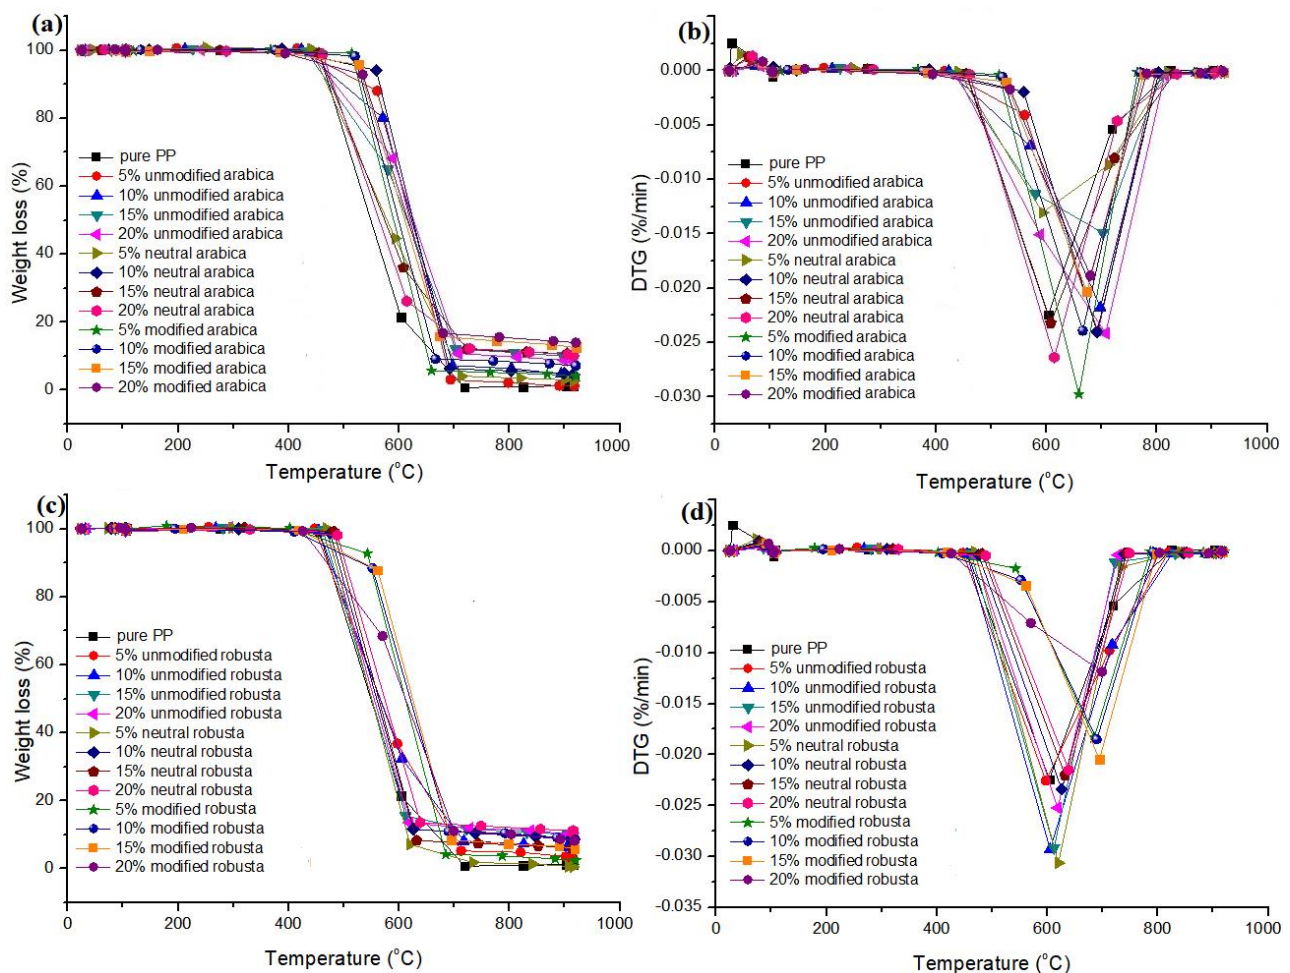 (a)
100
80
60
40
20
0
Weight loss (%)
pure PP
5% unmodified arabica
10% unmodified arabica
15% unmodified arabica
20% unmodified arabica
5% neutral arabica
10% neutral arabica
15% neutral arabica
20% neutral arabica
5% modified arabica
10% modified arabica
15% modified arabica
20% modified arabica
0 200 400 600 800 1000
Temperature (°C)
(b)
0.000
-0.005
-0.010
-0.015
-0.020
-0.025
-0.030
DTG (%/min)
pure PP
5% unmodified arabica
10% unmodified arabica
15% unmodified arabica
20% unmodified arabica
5% neutral arabica
10% neutral arabica
15% neutral arabica
20% neutral arabica
5% modified arabica
10% modified arabica
15% modified arabica
20% modified arabica
0 200 400 600 800 1000
Temperature (°C)
(c)
100
80
60
40
20
0
Weight loss (%)
pure PP
5% unmodified robusta
10% unmodified robusta
15% unmodified robusta
20% unmodified robusta
5% neutral robusta
10% neutral robusta
15% neutral robusta
20% neutral robusta
5% modified robusta
10% modified robusta
15% modified robusta
20% modified robusta
0 200 400 600 800 1000
Temperature (°C)
(d)
0.000
-0.005
-0.010
-0.015
-0.020
-0.025
-0.030
-0.035
DTG (%/min)
pure PP
5% unmodified robusta
10% unmodified robusta
15% unmodified robusta
20% unmodified robusta
5% neutral robusta
10% neutral robusta
15% neutral robusta
20% neutral robusta
5% modified robusta
10% modified robusta
15% modified robusta
20% modified robusta
0 200 400 600 800 1000
Temperature (°C)